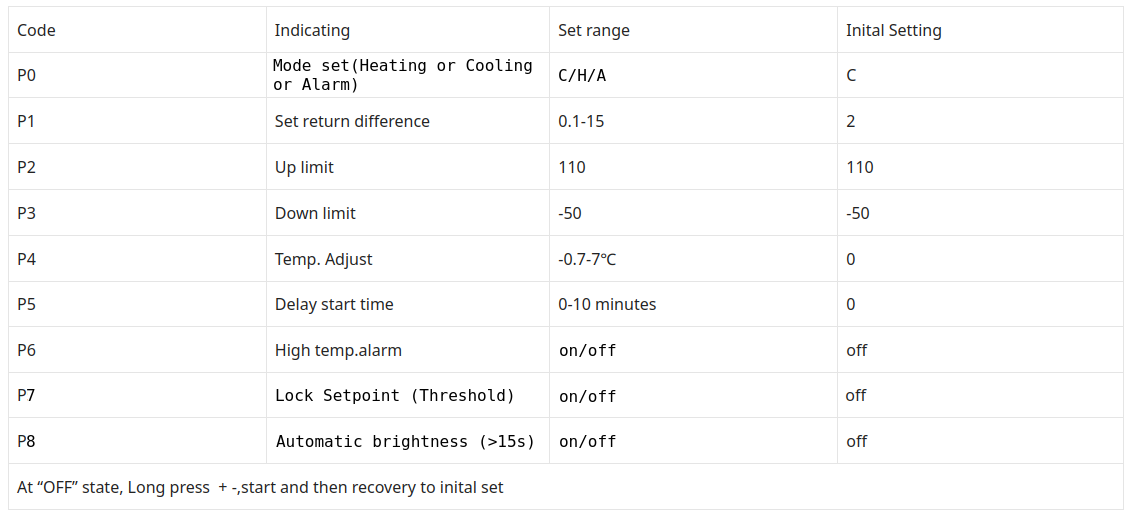 Code Indicating Set range Inital Setting
P0 Mode set(Heating or Cooling
or Alarm) C/H/A C
P1 Set return difference 0.1-15 2
P2 Up limit 110 110
P3 Down limit -50 -50
P4 Temp. Adjust -0.7-7℃ 0
P5 Delay start time 0-10 minutes 0
P6 High temp.alarm on/off off
P7 Lock Setpoint (Threshold) on/off off
P8 Automatic brightness (>15s) on/off off
At “OFF” state, Long press + -,start and then recovery to inital set